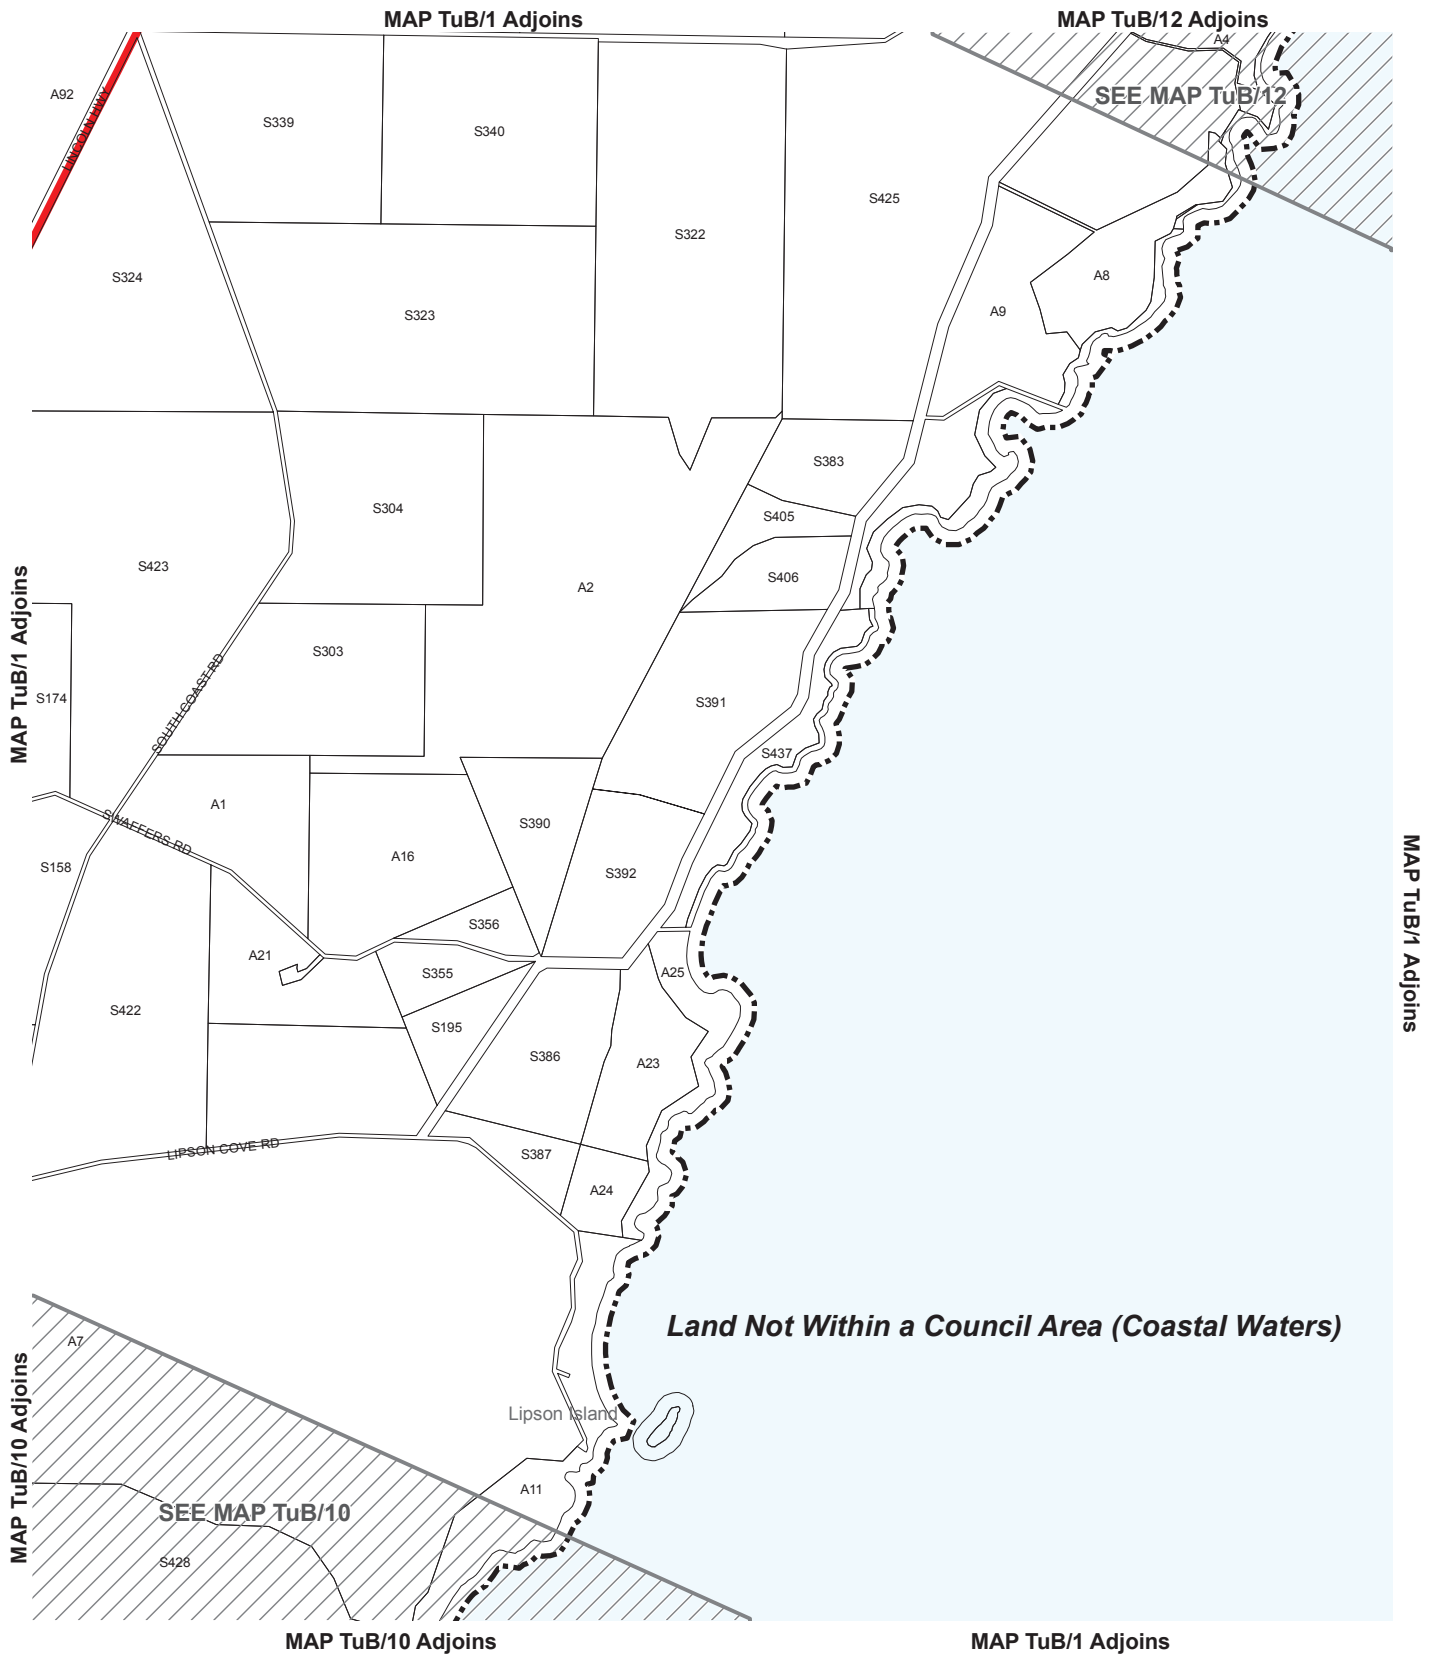 MAP TuB/1 Adjoins
MAP TuB/12 Adjoins
A4
A92
SEE MAP TuB/12
LINCOLN HWY
S339
S340
S425
S322
S324
A8
S323
A9
S383
S304
S405
S423
S406
A2
MAP TuB/1 Adjoins
S303
SOUTH COAST RD
S174
S391
S437
A1
S390
SWAFFERS RD
A16
S158
S392
MAP TuB/1 Adjoins
S356
A21
S355
A25
S422
S195
S386
A23
LIPSON COVE RD
S387
A24
Land Not Within a Council Area (Coastal Waters)
A7
MAP TuB/10 Adjoins
Lipson Island
A11
SEE MAP TuB/10
S428
MAP TuB/10 Adjoins
MAP TuB/1 Adjoins